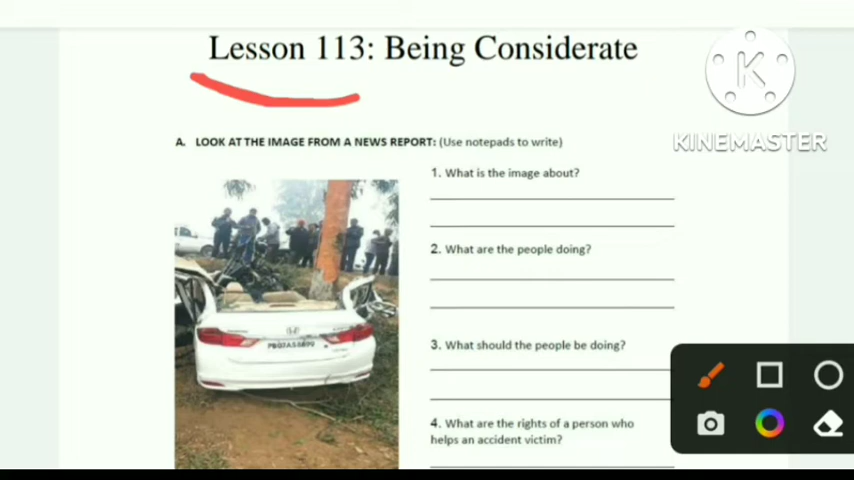 Lesson 113: Being Considerate
K
KINEMASTER
A. LOOK AT THE IMAGE FROM A NEWS REPORT: (Use notepads to write)
1. What is the image about?
2. What are the people doing?
3. What should the people be doing?
4. What are the rights of a person who
helps an accident victim?